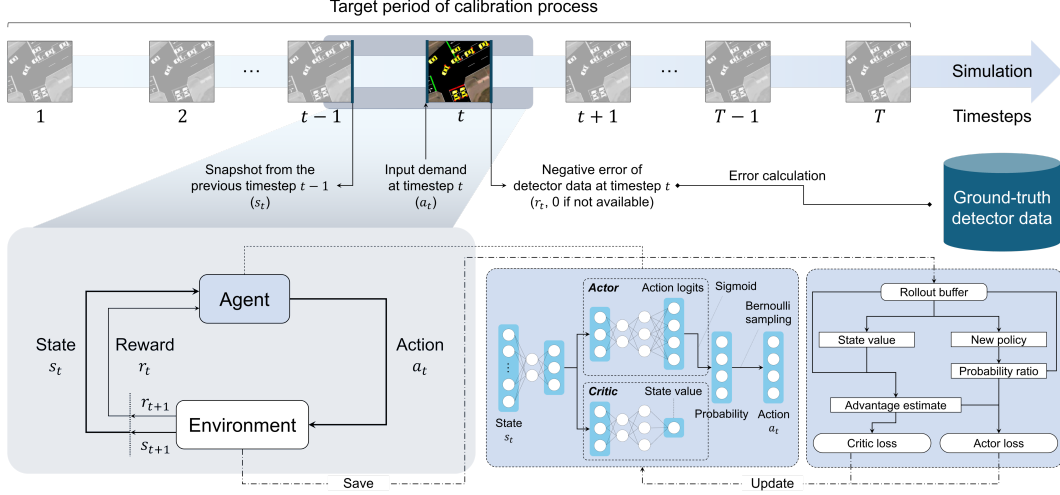 Target period of calibration process
...
...
Simulation
1
2
t − 1
t
t + 1
T − 1
T
Timesteps
Snapshot from the
previous timestep t − 1
(s_t)
Input demand
at timestep t
(a_t)
Negative error of
detector data at timestep t
(r_t, 0 if not available)
Error calculation
Ground-truth
detector data
Agent
State
s_t
Reward
r_t
Action
a_t
r_{t+1}
s_{t+1}
Environment
Save
Actor
Action logits
Sigmoid
Bernoulli
sampling
Critic
State value
State
s_t
Probability
Action
a_t
Update
Rollout buffer
State value
New policy
Probability ratio
Advantage estimate
Critic loss
Actor loss